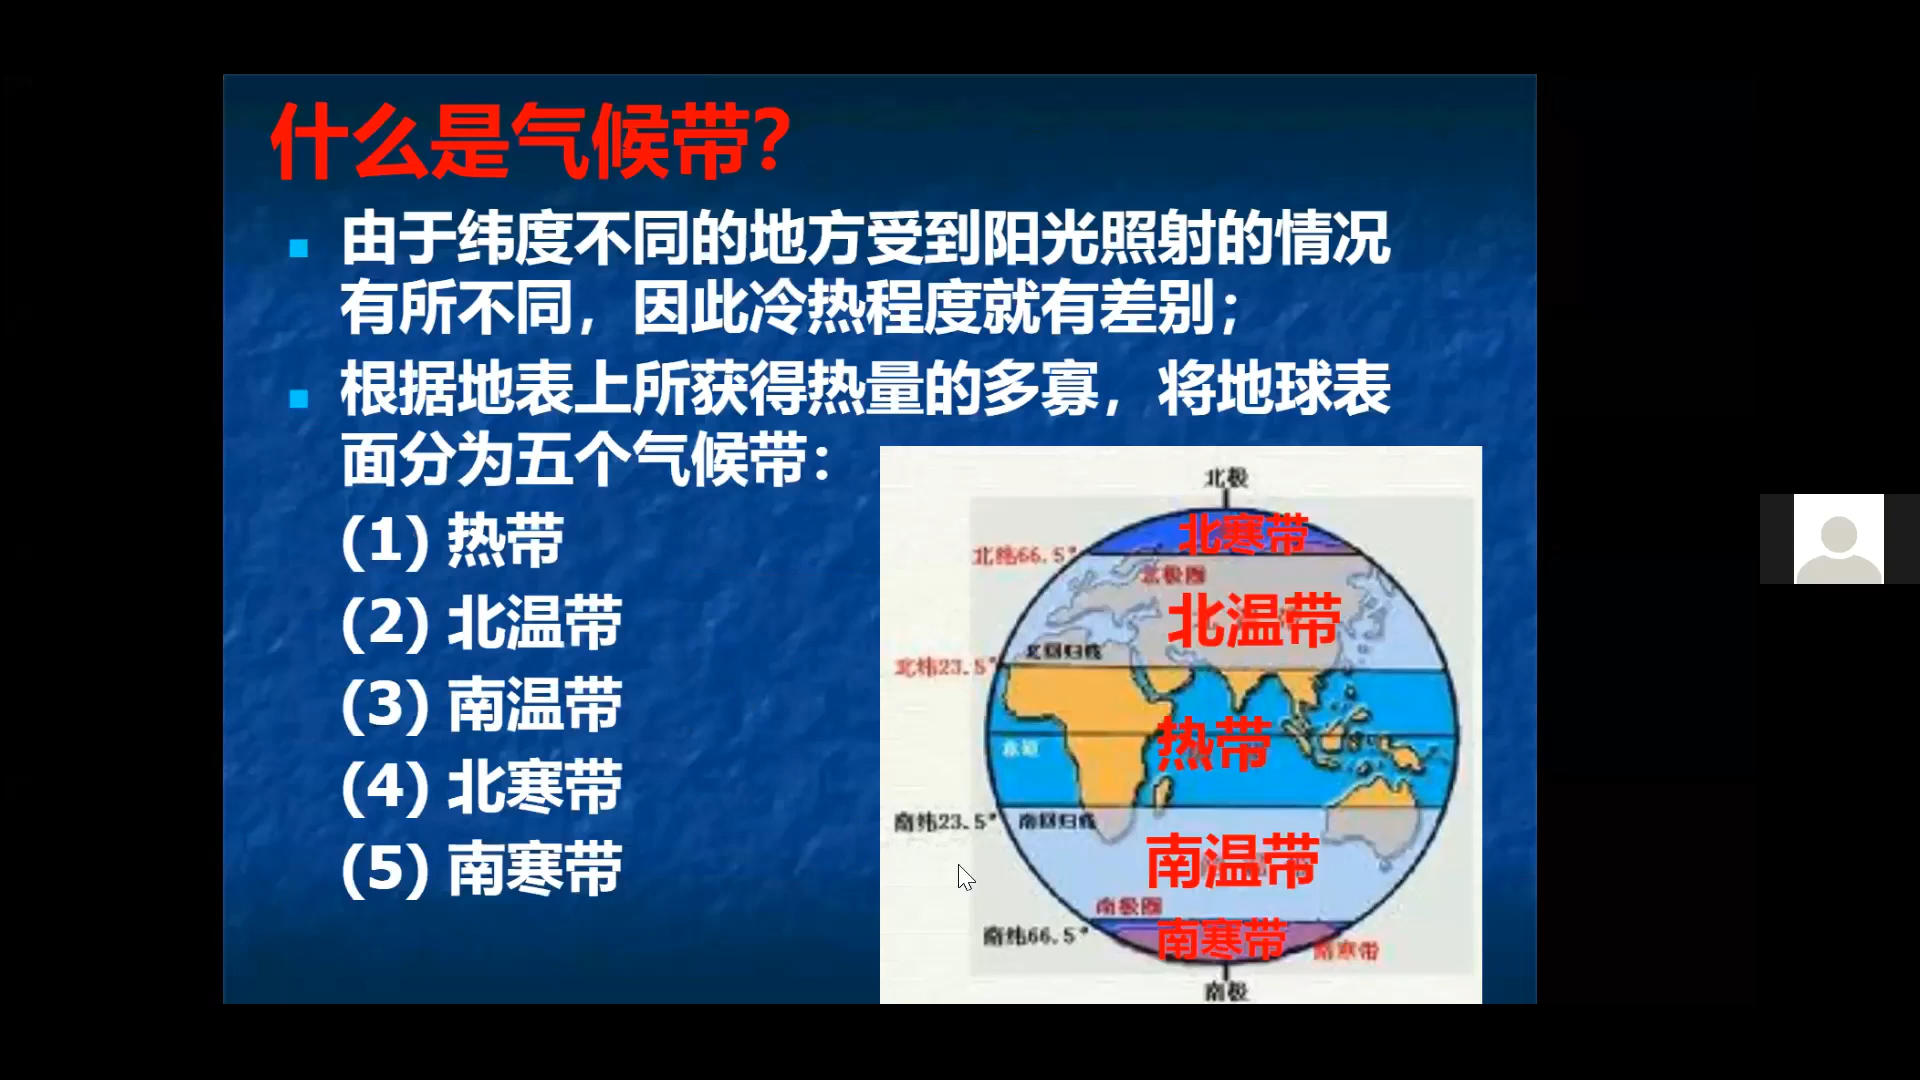 什么是气候带？
由于纬度不同的地方受到阳光照射的情况
有所不同，因此冷热程度就有差别；
根据地表上所获得热量的多寡，将地球表
面分为五个气候带：
(1) 热带
(2) 北温带
(3) 南温带
(4) 北寒带
(5) 南寒带
北极
北寒带
北纬66.5°
北极圈
北温带
北回归线
北纬23.5°
热带
赤道
南纬23.5°
南回归线
南温带
南极圈
南纬66.5°
南寒带
南寒带
南极